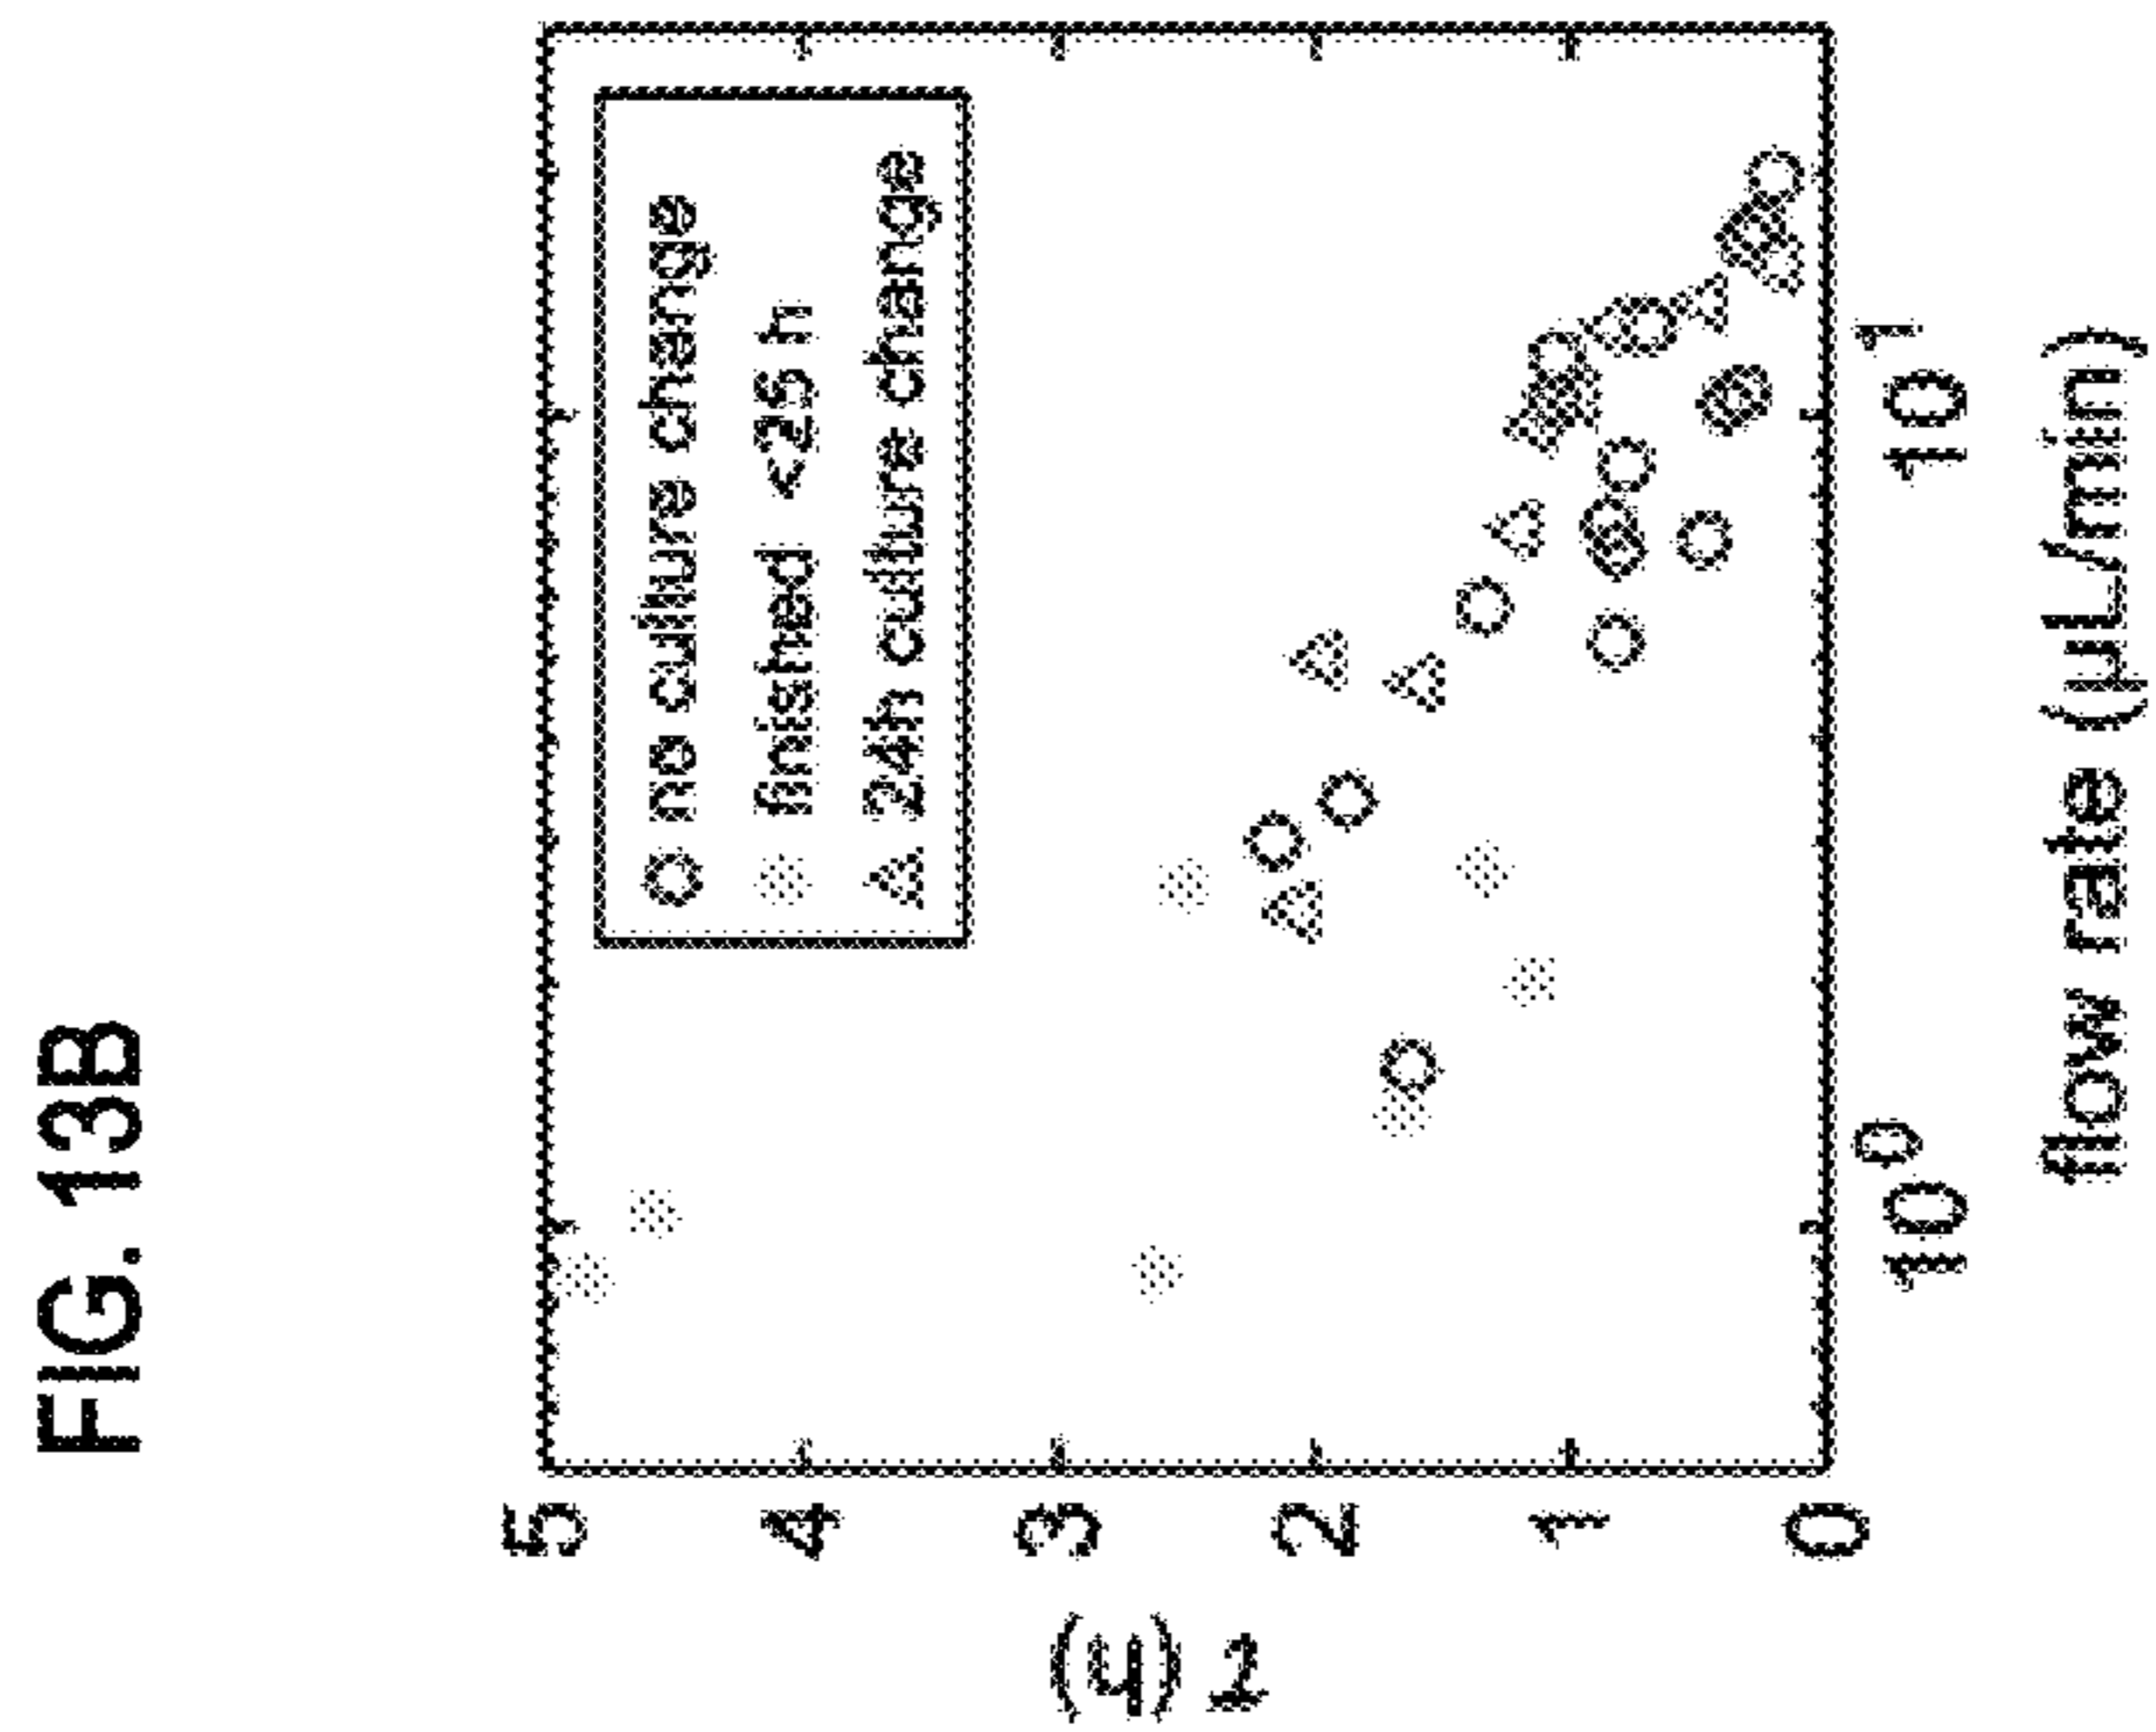 FIG. 13B
no culture change
finished <25 h
24h culture change
5
4
3
2
1
0
(h)
10⁰
10¹
flow rate (µL/min)